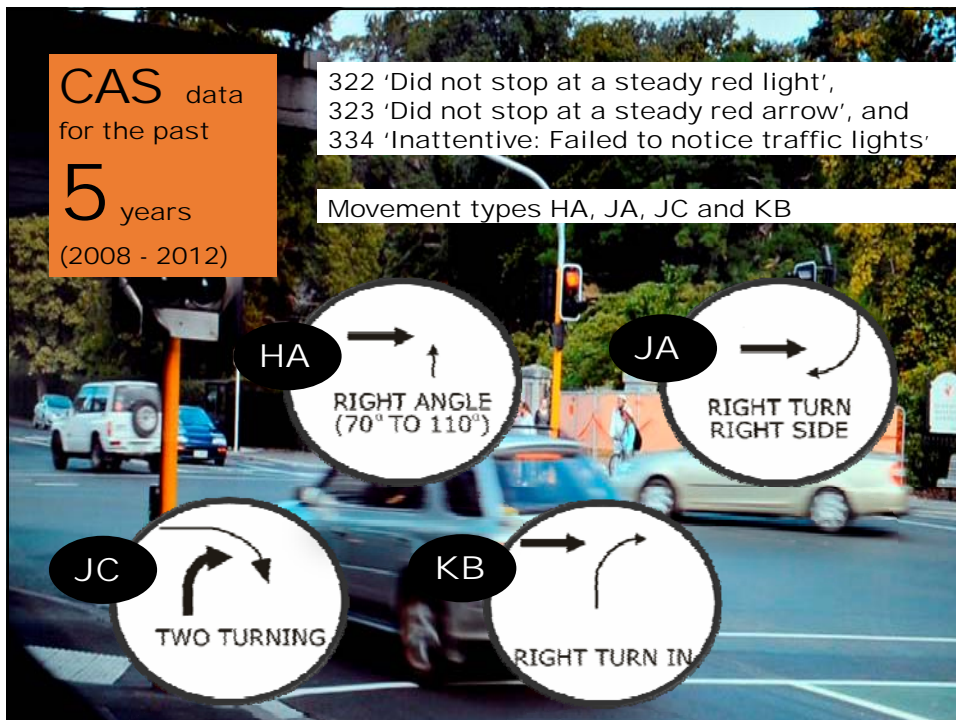 CAS data
for the past
5 years
(2008 - 2012)
322 ‘Did not stop at a steady red light’,
323 ‘Did not stop at a steady red arrow’, and
334 ‘Inattentive: Failed to notice traffic lights’
Movement types HA, JA, JC and KB
HA
RIGHT ANGLE
(70° TO 110°)
JA
RIGHT TURN
RIGHT SIDE
JC
TWO TURNING
KB
RIGHT TURN IN